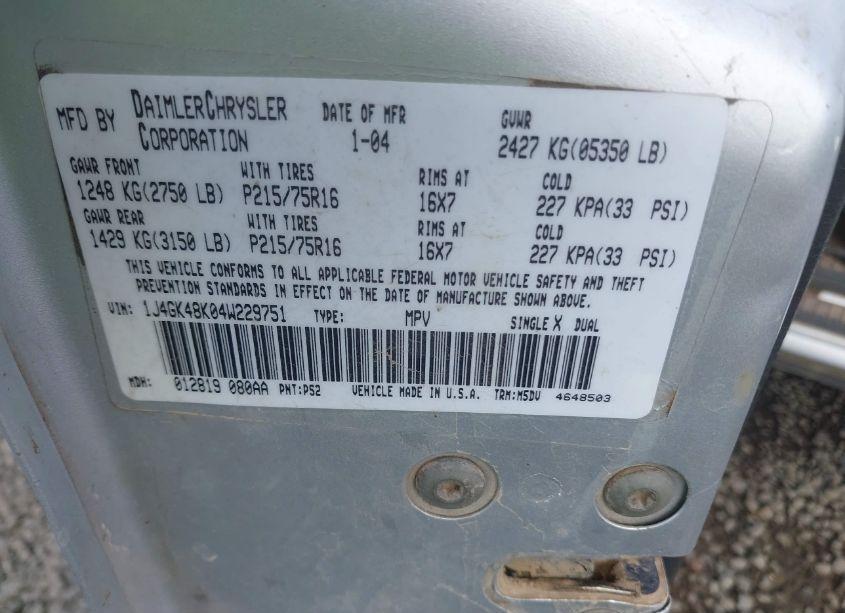 MFD BY DAIMLERCHRYSLER CORPORATION DATE OF MFR 1-04 GVWR 2427 KG(05350 LB)
GAWR FRONT WITH TIRES RIMS AT COLD
1248 KG(2750 LB) P215/75R16 16X7 227 KPA(33 PSI)
GAWR REAR WITH TIRES RIMS AT COLD
1429 KG(3150 LB) P215/75R16 16X7 227 KPA(33 PSI)
THIS VEHICLE CONFORMS TO ALL APPLICABLE FEDERAL MOTOR VEHICLE SAFETY AND THEFT
PREVENTION STANDARDS IN EFFECT ON THE DATE OF MANUFACTURE SHOWN ABOVE.
VIN: 1J4GK48K04W229751 TYPE: MPV SINGLE X DUAL
MDH: 012819 080AA PNT:PS2 VEHICLE MADE IN U.S.A. TRM:M5DV 4648503